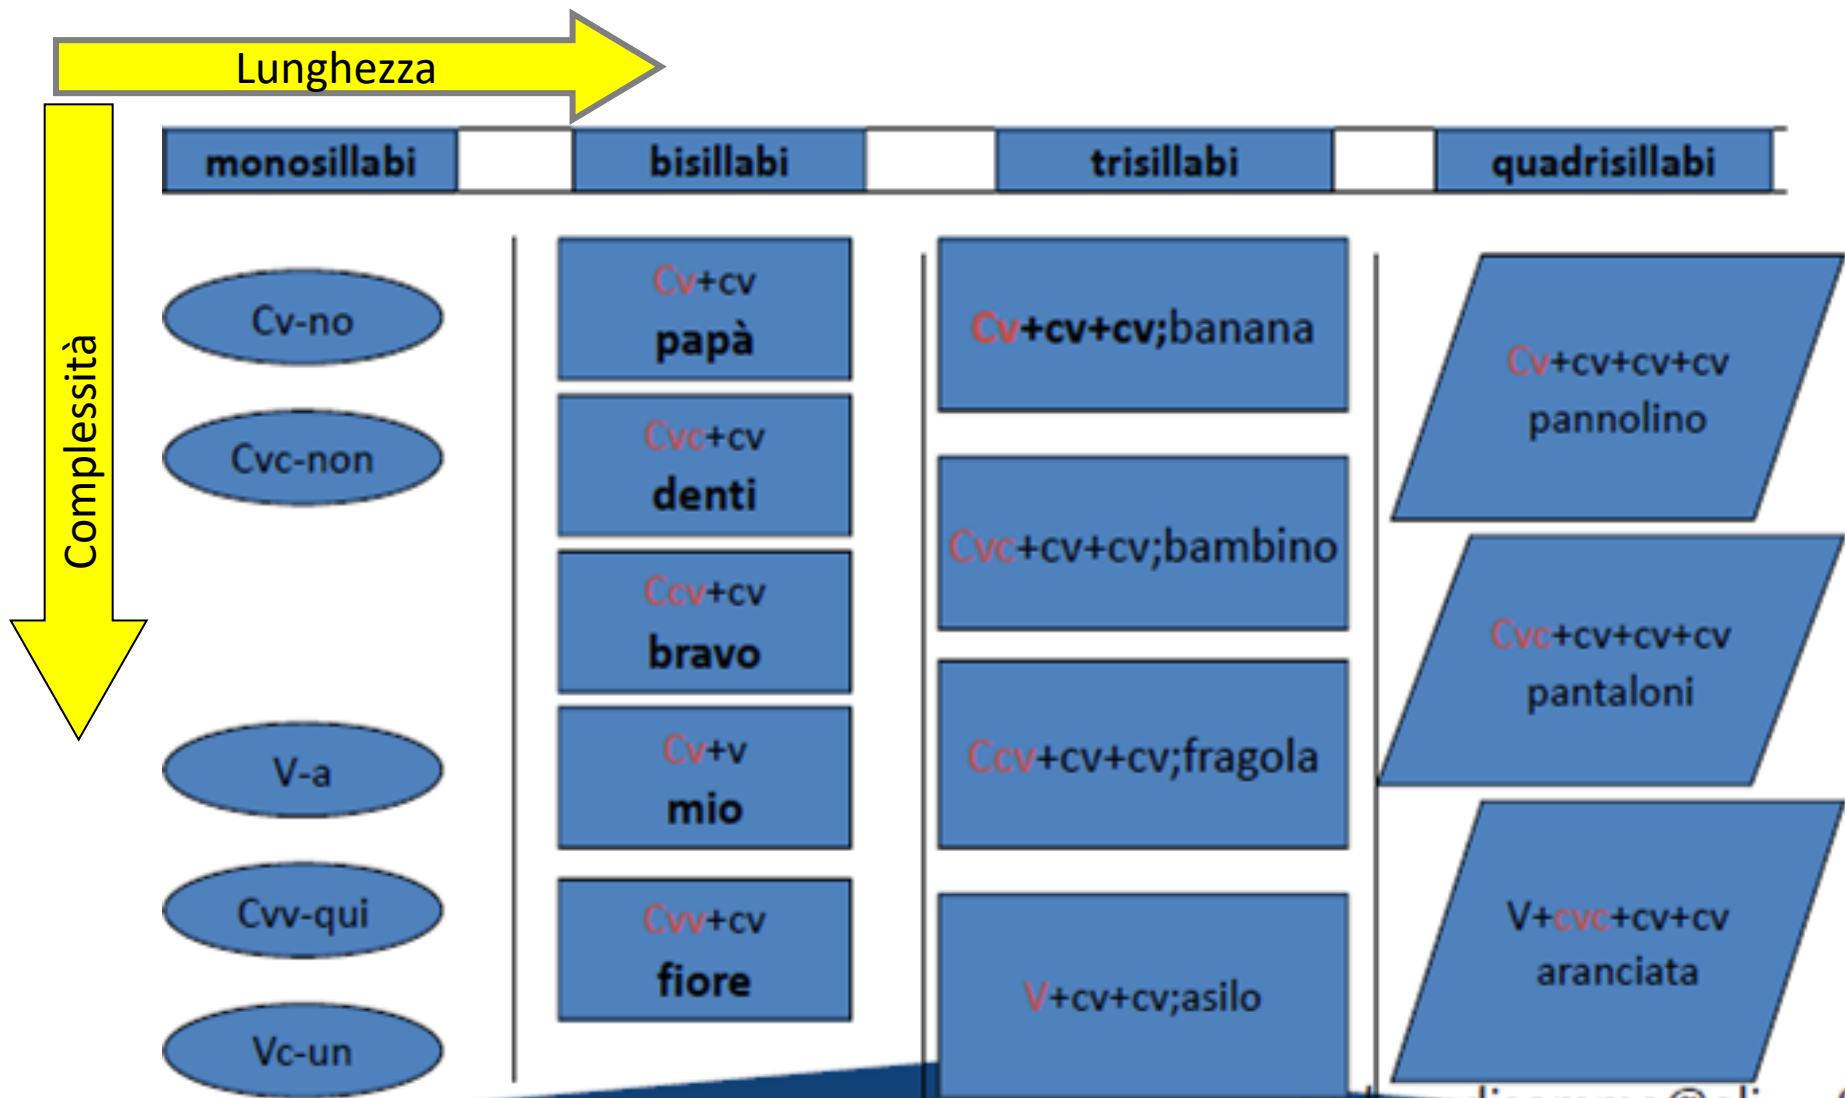 Lunghezza
Complessità
monosillabi
bisillabi
trisillabi
quadrisillabi
Cv-no
Cvc-non
V-a
Cvv-qui
Vc-un
Cv+cv
papà
Cvc+cv
denti
Ccv+cv
bravo
Cv+v
mio
Cvv+cv
fiore
Cv+cv+cv;banana
Cvc+cv+cv;bambino
Ccv+cv+cv;fragola
V+cv+cv;asilo
Cv+cv+cv+cv
pannolino
Cvc+cv+cv+cv
pantaloni
V+cvc+cv+cv
aranciata